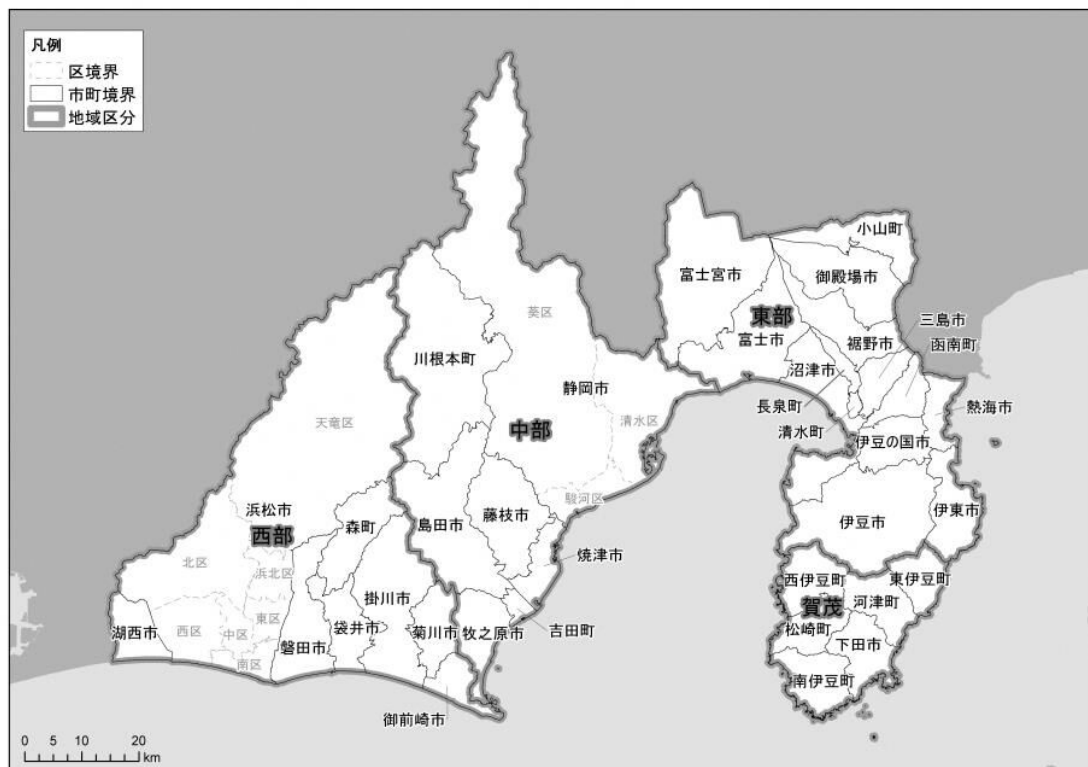 凡例
区境界
市町境界
地域区分
小山町
富士宮市
御殿場市
葵区
三島市
東部
函南町
富士市
裾野市
川根本町
沼津市
静岡市
長泉町
熱海市
天竜区
清水区
中部
清水町
伊豆の国市
駿河区
浜松市
藤枝市
伊東市
森町
島田市
伊豆市
西部
焼津市
北区
浜北区
西伊豆町
東伊豆町
掛川市
賀茂
河津町
東区
湖西市
西区
中区
袋井市
菊川市
牧之原市
吉田町
松崎町
下田市
磐田市
南区
南伊豆町
御前崎市
0 5 10 20
km